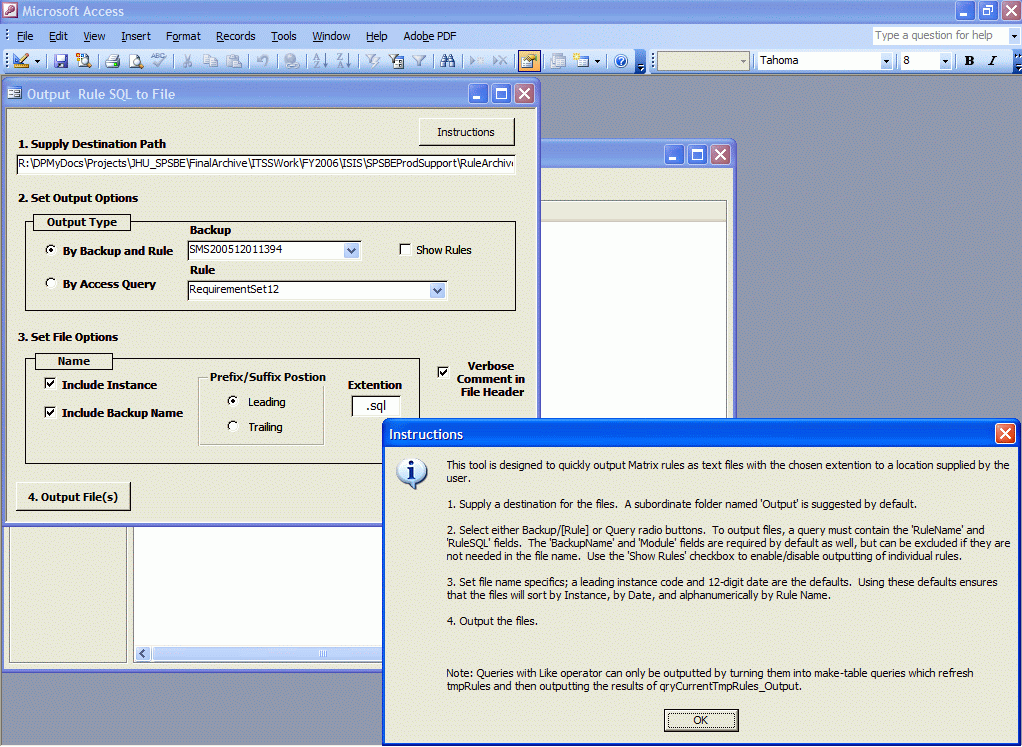 Microsoft Access
File Edit View Insert Format Records Tools Window Help Adobe PDF
Type a question for help
Tahoma 8 B I
Output  Rule SQL to File
Instructions
1. Supply Destination Path
R:\DPMyDocs\Projects\JHU_SPSBE\FinalArchive\ITSSWork\FY2006\ISIS\SPSBEProdSupport\RuleArchive
2. Set Output Options
Output Type
Backup
By Backup and Rule
SMS200512011394
Show Rules
Rule
By Access Query
RequirementSet12
3. Set File Options
Name
Include Instance
Include Backup Name
Prefix/Suffix Postion
Leading
Trailing
Extention
.sql
Verbose
Comment in
File Header
4. Output File(s)
Instructions
This tool is designed to quickly output Matrix rules as text files with the chosen extention to a location supplied by the
user.
1. Supply a destination for the files.  A subordinate folder named 'Output' is suggested by default.
2. Select either Backup/[Rule] or Query radio buttons.  To output files, a query must contain the 'RuleName' and
'RuleSQL' fields.  The 'BackupName' and 'Module' fields are required by default as well, but can be excluded if they are
not needed in the file name.  Use the 'Show Rules' checkbox to enable/disable outputting of individual rules.
3. Set file name specifics; a leading instance code and 12-digit date are the defaults.  Using these defaults ensures
that the files will sort by Instance, by Date, and alphanumerically by Rule Name.
4. Output the files.
Note: Queries with Like operator can only be outputted by turning them into make-table queries which refresh
tmpRules and then outputting the results of qryCurrentTmpRules_Output.
OK